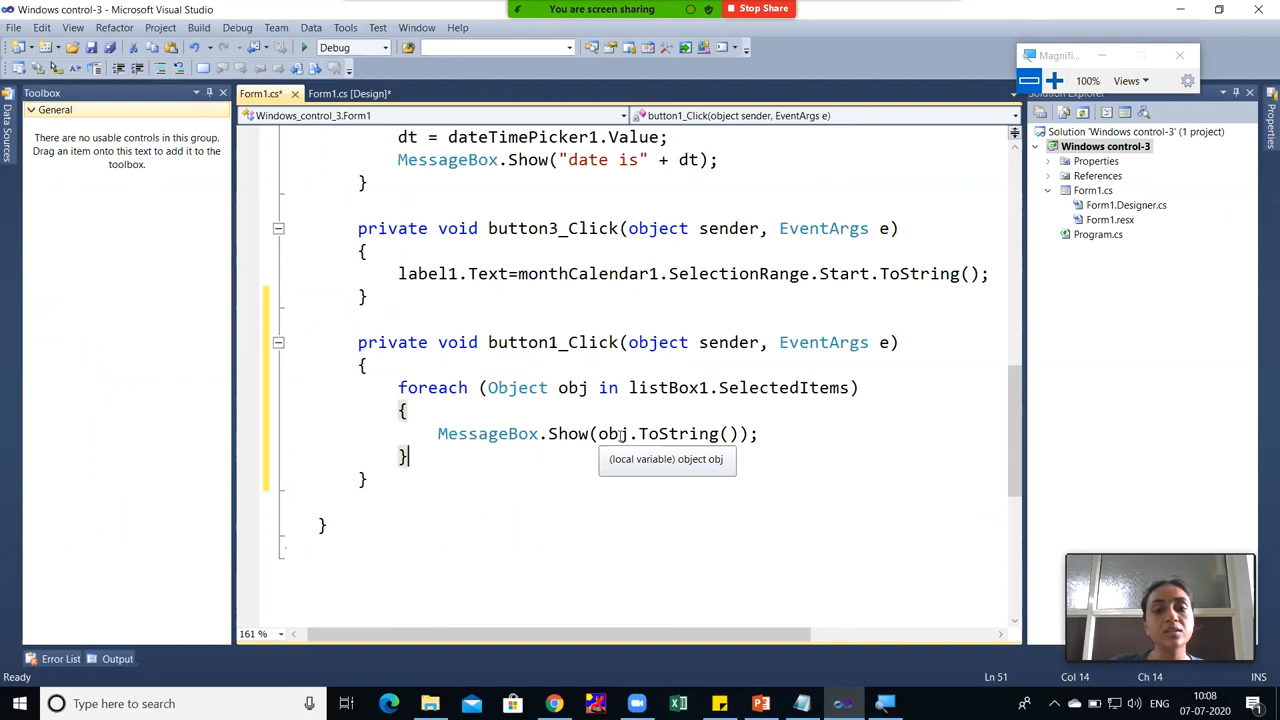 Windows control-3 - Microsoft Visual Studio
You are screen sharing
Stop Share
File Edit View Refactor Project Build Debug Team Data Tools Test Window Help
Debug
Magnifi...
100% Views
Toolbox
General
There are no usable controls in this group.
Drag an item onto this text to add it to the
toolbox.
Data Sources
Form1.cs* Form1.cs [Design]*
Windows_control_3.Form1 button1_Click(object sender, EventArgs e)
dt = dateTimePicker1.Value;
MessageBox.Show("date is" + dt);
}
private void button3_Click(object sender, EventArgs e)
{
label1.Text=monthCalendar1.SelectionRange.Start.ToString();
}
private void button1_Click(object sender, EventArgs e)
{
foreach (Object obj in listBox1.SelectedItems)
{
MessageBox.Show(obj.ToString());
}
(local variable) object obj
}
}
161 %
Solution Explorer
Solution 'Windows control-3' (1 project)
Windows control-3
Properties
References
Form1.cs
Form1.Designer.cs
Form1.resx
Program.cs
Properties
Error List Output
Ready Ln 51 Col 14 Ch 14 INS
Type here to search
ENG
10:08
07-07-2020